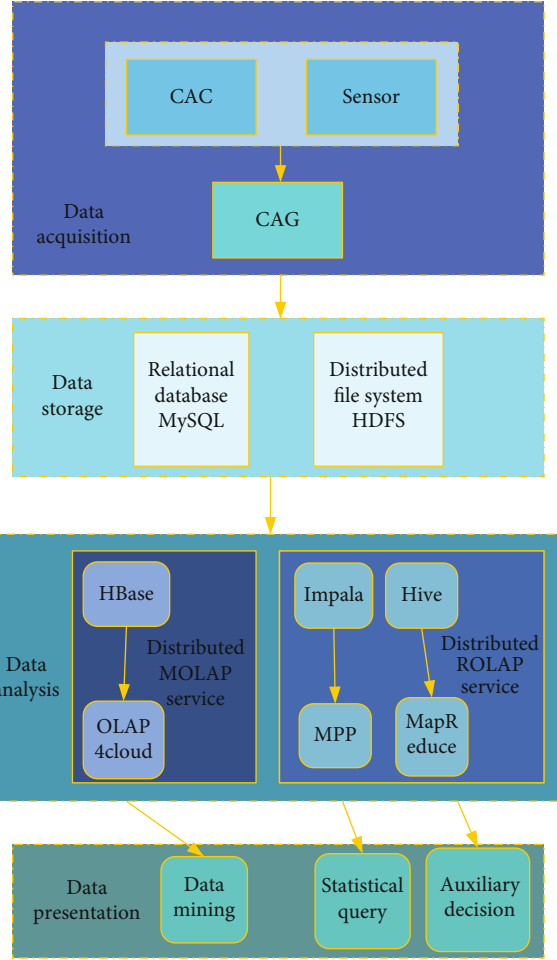 CAC
Sensor
CAG
Data
acquisition
Data
storage
Relational
database
MySQL
Distributed
file system
HDFS
Data
nalysis
HBase
Distributed
MOLAP
service
OLAP
4cloud
Impala
Hive
Distributed
ROLAP
service
MPP
MapR
educe
Data
presentation
Data
mining
Statistical
query
Auxiliary
decision